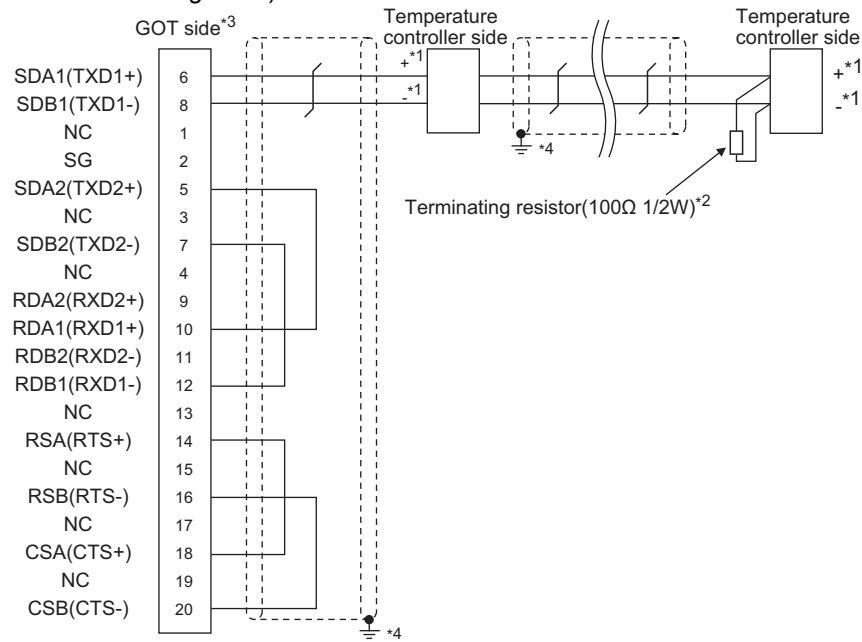 Temperature controller side
Temperature controller side
GOT side*3
SDA1(TXD1+) 6 +*1 +*1
SDB1(TXD1-) 8 -*1 -*1
NC 1
SG 2
*4
SDA2(TXD2+) 5
Terminating resistor(100Ω 1/2W)*2
NC 3
SDB2(TXD2-) 7
NC 4
RDA2(RXD2+) 9
RDA1(RXD1+) 10
RDB2(RXD2-) 11
RDB1(RXD1-) 12
NC 13
RSA(RTS+) 14
NC 15
RSB(RTS-) 16
NC 17
CSA(CTS+) 18
NC 19
CSB(CTS-) 20
*4